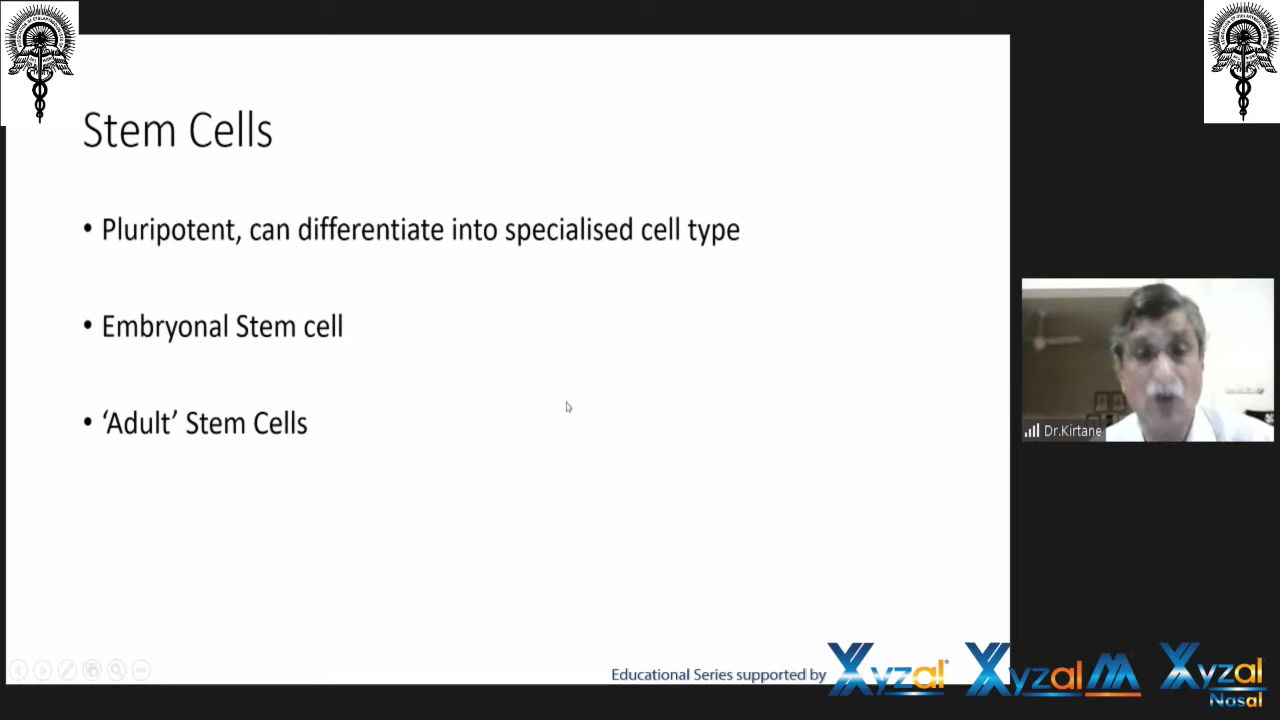 Stem Cells
• Pluripotent, can differentiate into specialised cell type
• Embryonal Stem cell
• ‘Adult’ Stem Cells
Dr.Kirtane
Educational Series supported by
Xyzal
Xyzal M
Xyzal
Nasal